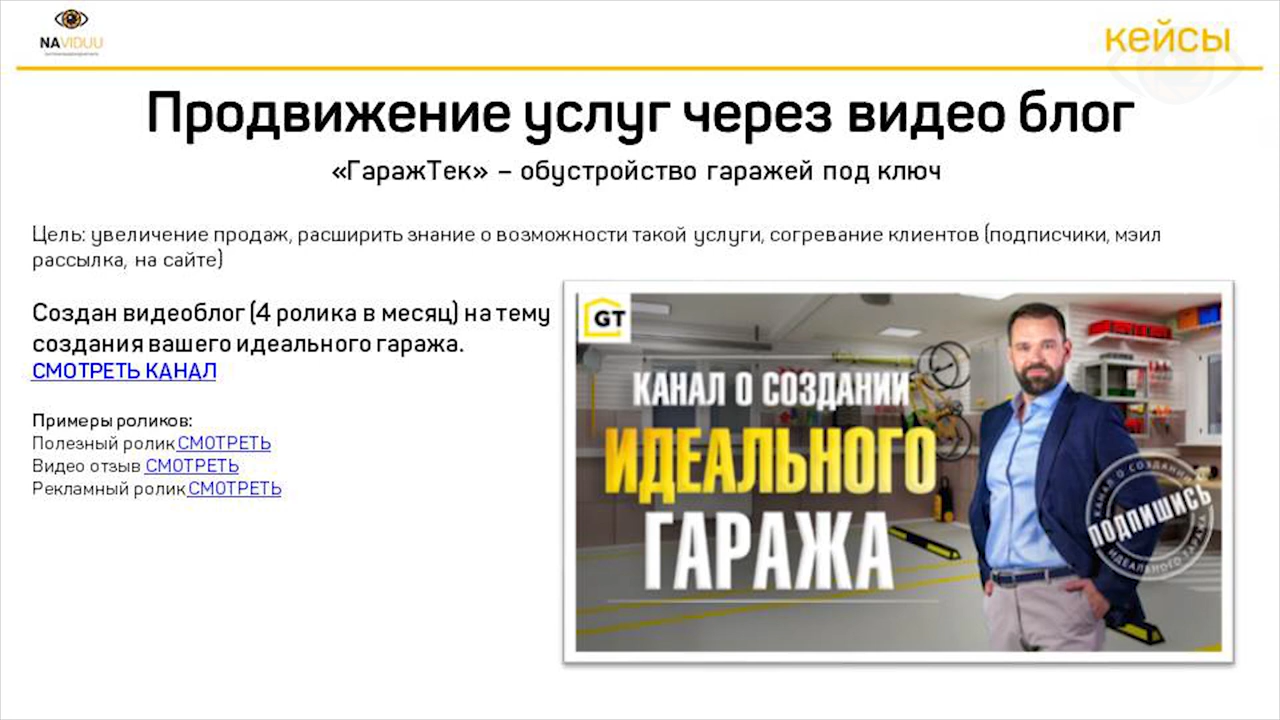 NAVIDUU
кейсы
Продвижение услуг через видео блог
«ГаражТек» – обустройство гаражей под ключ
Цель: увеличение продаж, расширить знание о возможности такой услуги, согревание клиентов (подписчики, мэил
рассылка, на сайте)
Создан видеоблог (4 ролика в месяц) на тему
создания вашего идеального гаража.
СМОТРЕТЬ КАНАЛ
Примеры роликов:
Полезный ролик СМОТРЕТЬ
Видео отзыв СМОТРЕТЬ
Рекламный ролик СМОТРЕТЬ
GT
КАНАЛ О СОЗДАНИИ
ИДЕАЛЬНОГО
ГАРАЖА
КАНАЛ О СОЗДАНИИ
ПОДПИШИСЬ
ИДЕАЛЬНОГО ГАРАЖА